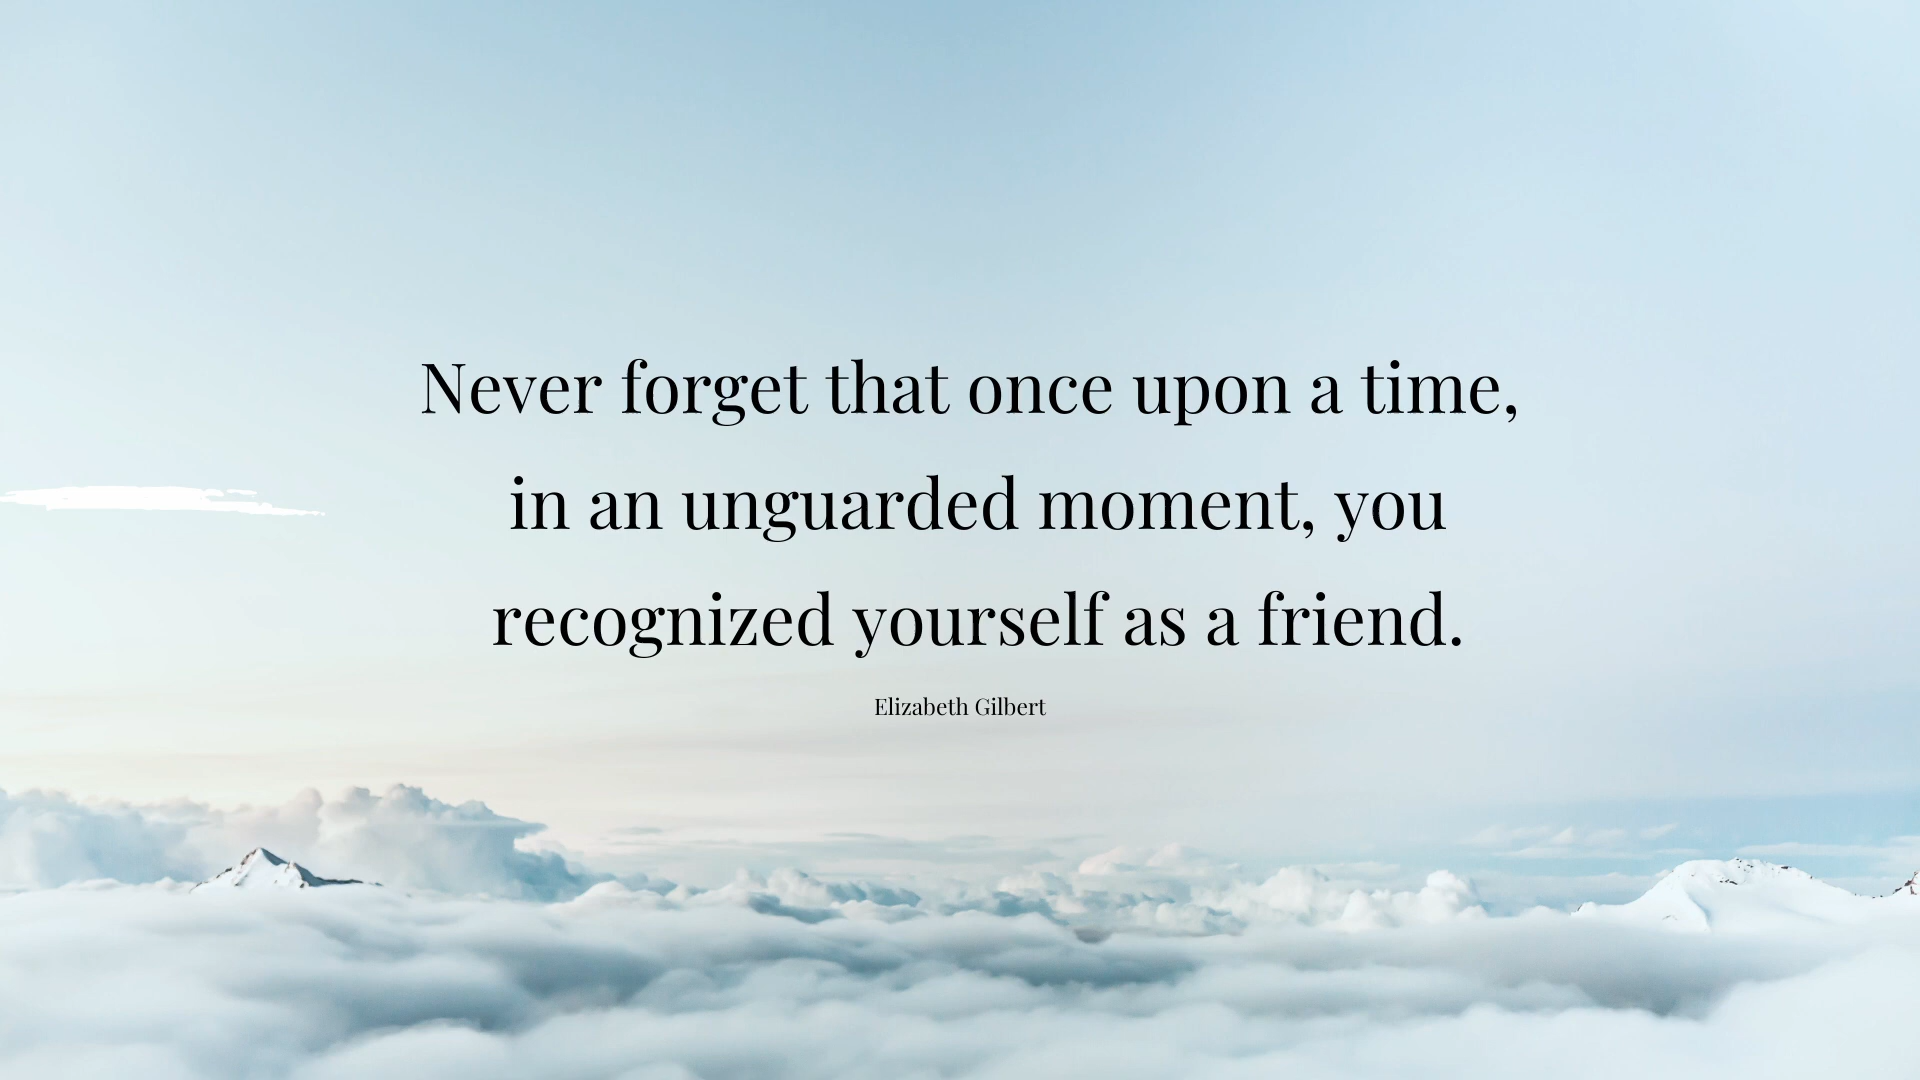 Never forget that once upon a time,
in an unguarded moment, you
recognized yourself as a friend.
Elizabeth Gilbert